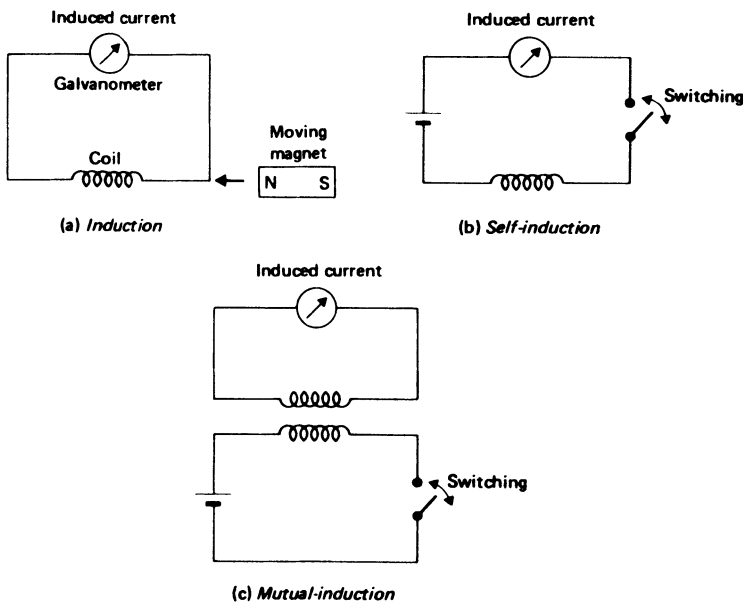 Induced current
Galvanometer
Coil
Moving
magnet
N S
(a) Induction
Induced current
Switching
(b) Self-induction
Induced current
Switching
(c) Mutual-induction